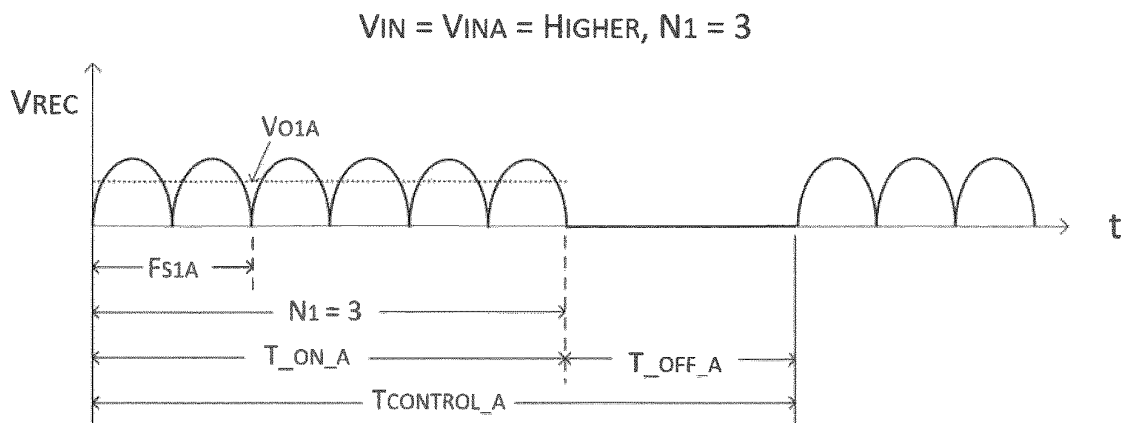 VIN = VINA = HIGHER, N1 = 3
VREC
VO1A
t
FS1A
N1 = 3
T_ON_A
T_OFF_A
TCONTROL_A